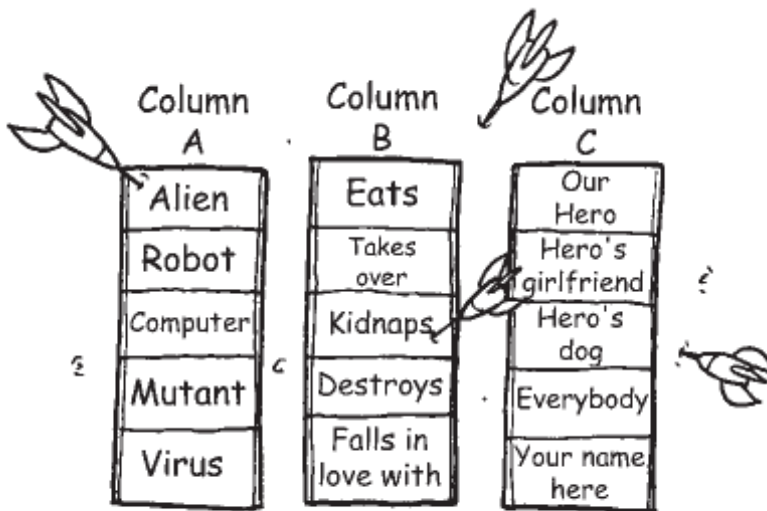 Column
A
Alien
Robot
Computer
Mutant
Virus
Column
B
Eats
Takes
over
Kidnaps
Destroys
Falls in
love with
Column
C
Our
Hero
Hero's
girlfriend
Hero's
dog
Everybody
Your name
here